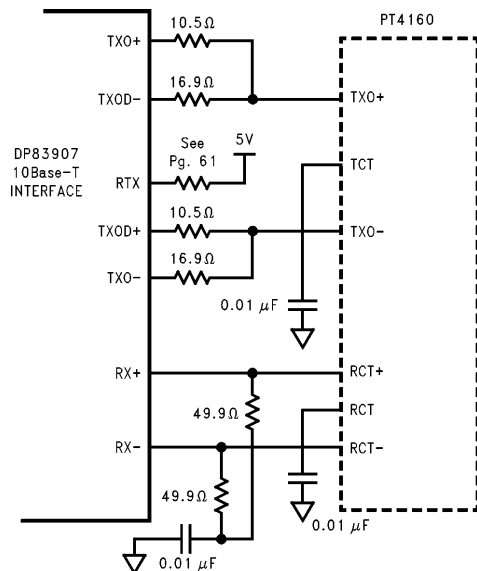 PT4160
10.5Ω
TXO+
16.9Ω
TXOD-
TXO+
See
Pg. 61
5V
TCT
DP83907
10Base-T
INTERFACE
RTX
10.5Ω
TXOD+
TXO-
16.9Ω
TXO-
0.01 μF
RX+
RCT+
49.9Ω
RCT
RX-
RCT-
49.9Ω
0.01 μF
0.01 μF